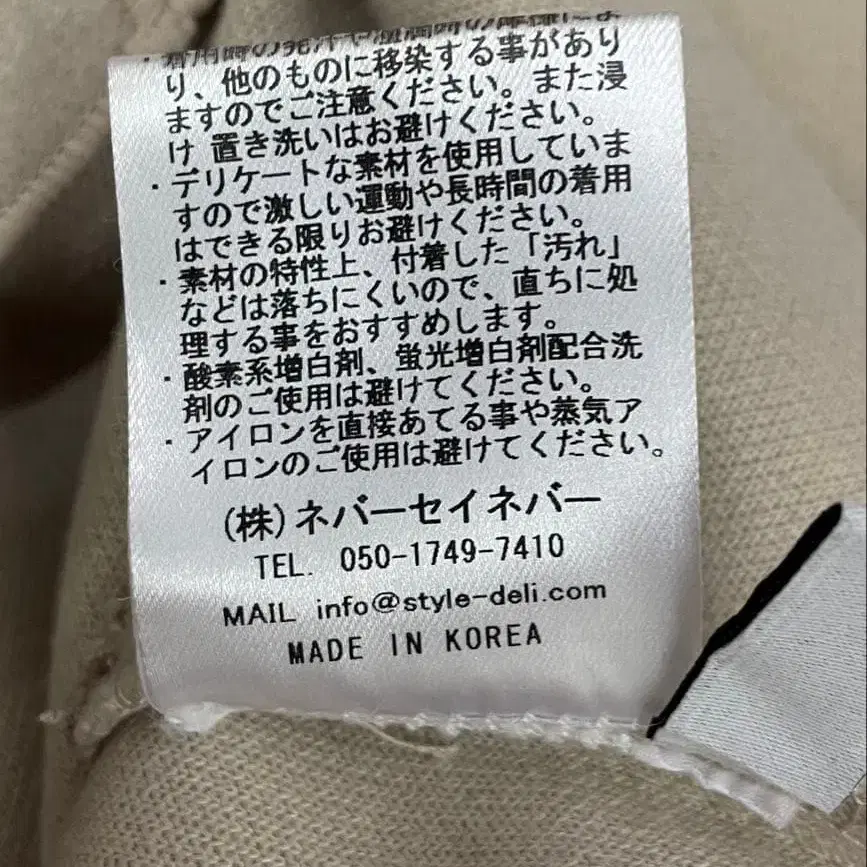 ・着用時の発汗や
り、他のものに移染する事があり
ますのでご注意ください。また浸
け 置き洗いはお避けください。
・デリケートな素材を使用していま
すので激しい運動や長時間の着用
はできる限りお避けください。
・素材の特性上、付着した「汚れ」
などは落ちにくいので、直ちに処
理する事をおすすめします。
・酸素系増白剤、蛍光増白剤配合洗
剤のご使用は避けてください。
・アイロンを直接あてる事や蒸気ア
イロンのご使用は避けてください。
(株)ネバーセイネバー
TEL. 050-1749-7410
MAIL info@style-deli.com
MADE IN KOREA